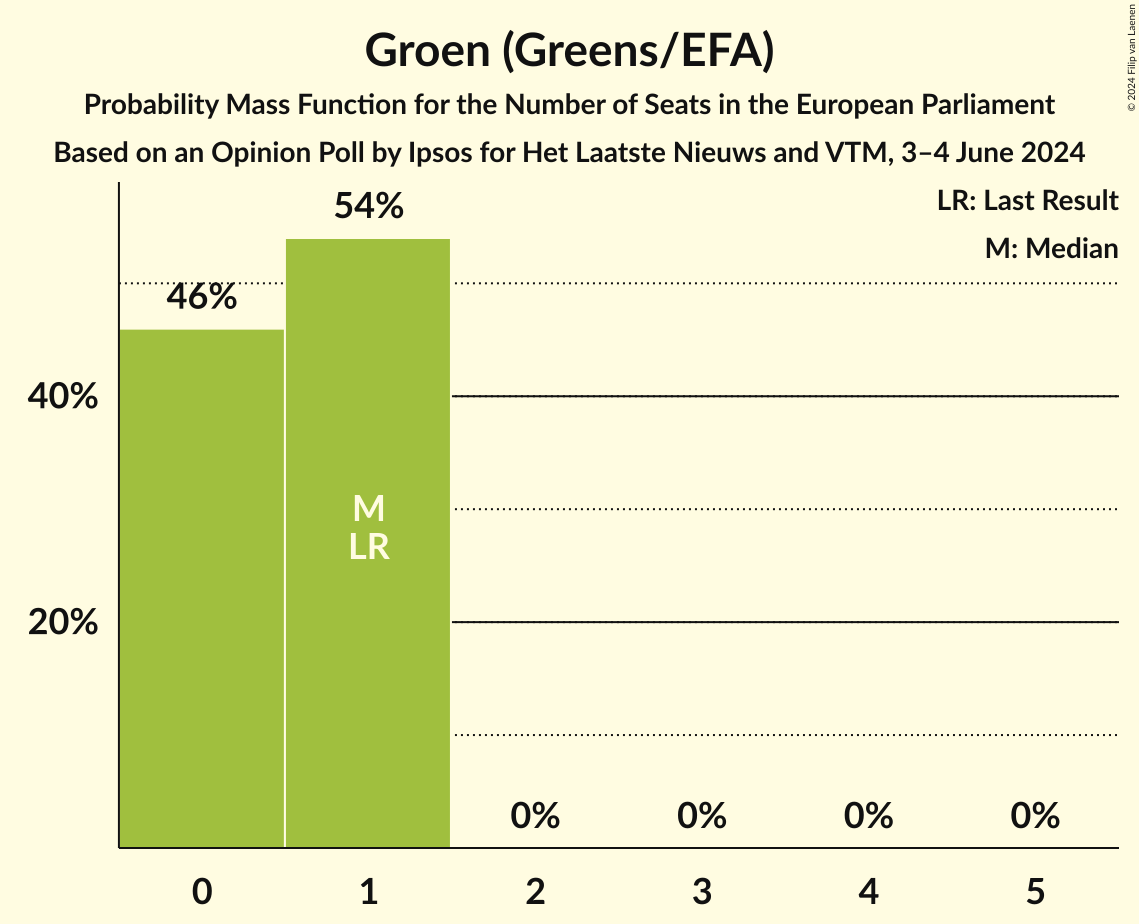 Groen (Greens/EFA)
Probability Mass Function for the Number of Seats in the European Parliament
Based on an Opinion Poll by Ipsos for Het Laatste Nieuws and VTM, 3–4 June 2024
© 2024 Filip van Laenen
LR: Last Result
M: Median
54%
46%
40%
20%
M
LR
0% 0% 0% 0%
0 1 2 3 4 5